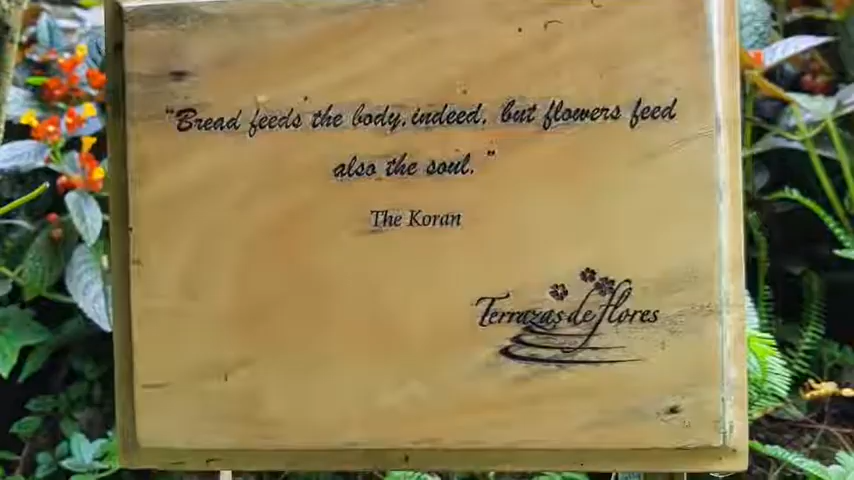 "Bread feeds the body, indeed, but flowers feed
also the soul."
The Koran
Terrazas de flores